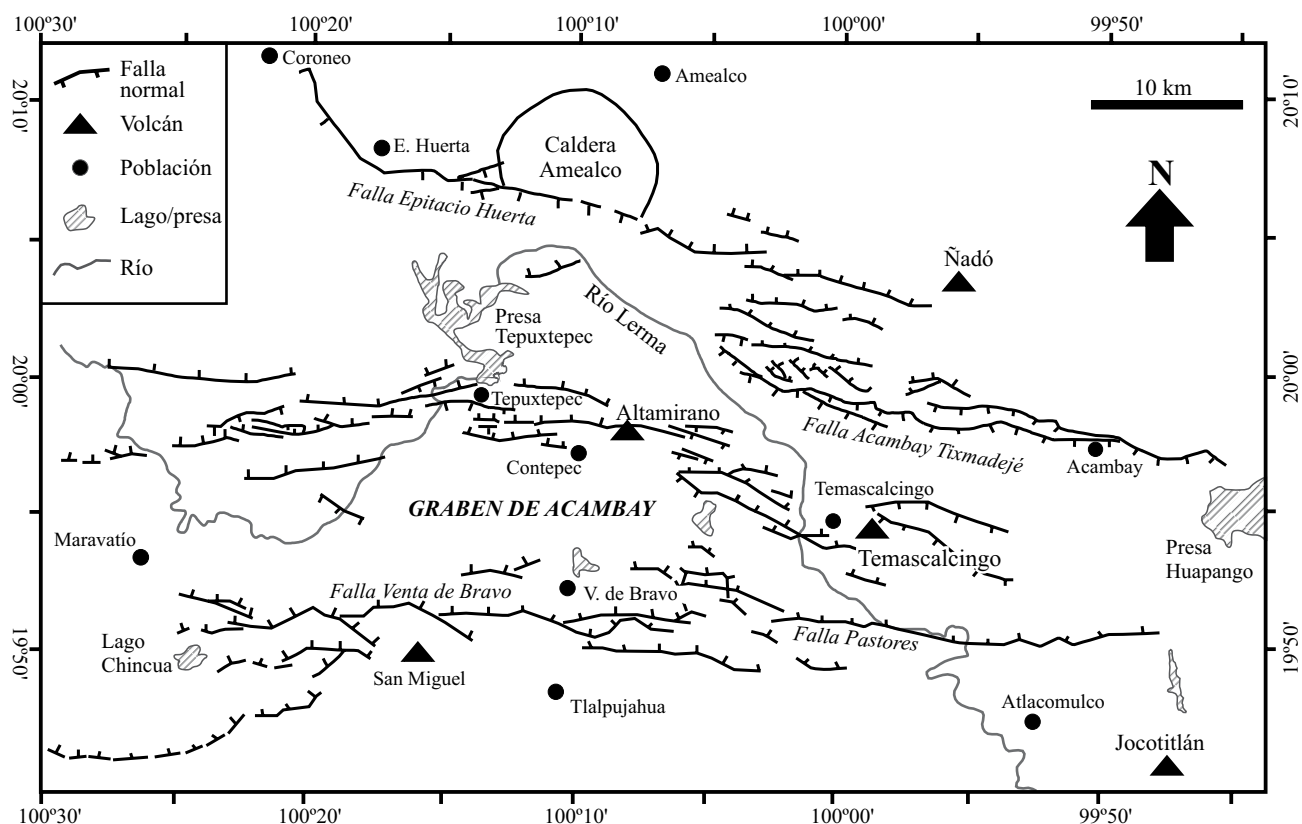 100º30'
100º20'
100º10'
100º00'
99º50'
Falla
normal
Volcán
Población
Lago/presa
Río
Coroneo
Amealco
10 km
20º10'
20º10'
E. Huerta
Caldera
Amealco
N
Falla Epitacio Huerta
Ñadó
Río Lerma
Presa
Tepuxtepec
20º00'
20º00'
Tepuxtepec
Altamirano
Falla Acambay Tixmadejé
Acambay
Contepec
Temascalcingo
GRABEN DE ACAMBAY
Maravatío
Temascalcingo
Presa
Huapango
Falla Venta de Bravo
V. de Bravo
Falla Pastores
Lago
Chincua
19º50'
19º50'
San Miguel
Tlalpujahua
Atlacomulco
Jocotitlán
100º30'
100º20'
100º10'
100º00'
99º50'